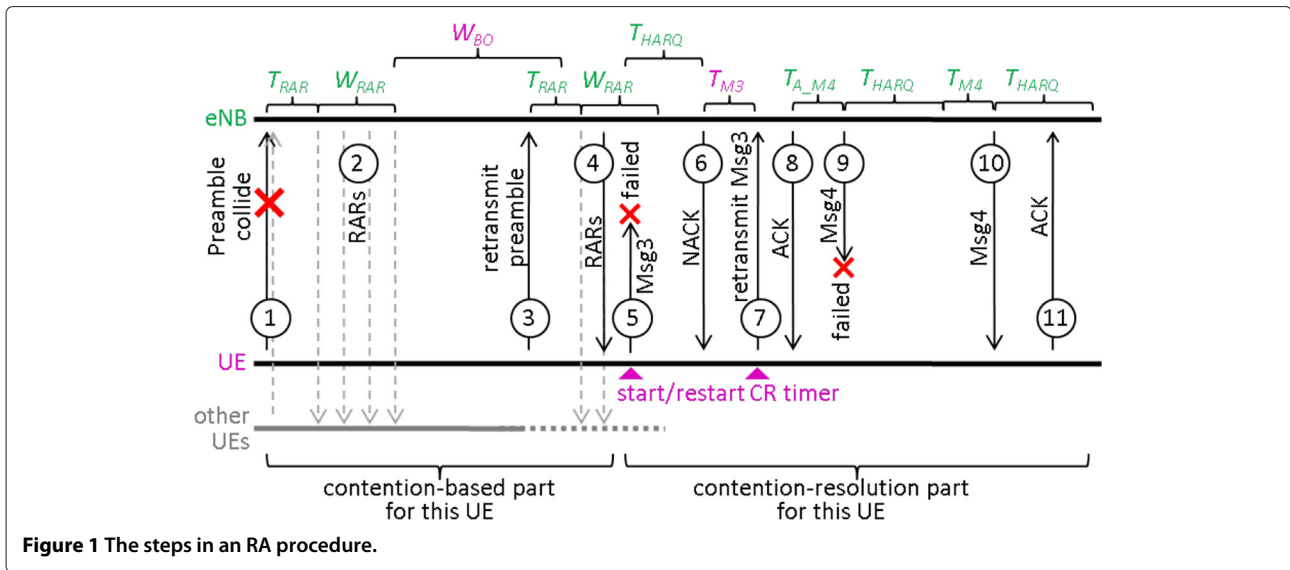 W_BO T_HARQ
T_RAR W_RAR T_RAR W_RAR T_M3 T_A_M4 T_HARQ T_M4 T_HARQ
eNB
Preamble
collide
1
2
RARs
retransmit
preamble
3
4
RARs
failed
Msg3
5
6
NACK
retransmit Msg3
7
8
ACK
9
Msg4
failed
10
Msg4
ACK
11
UE
start/restart CR timer
other
UEs
contention-based part
for this UE
contention-resolution part
for this UE
Figure 1 The steps in an RA procedure.